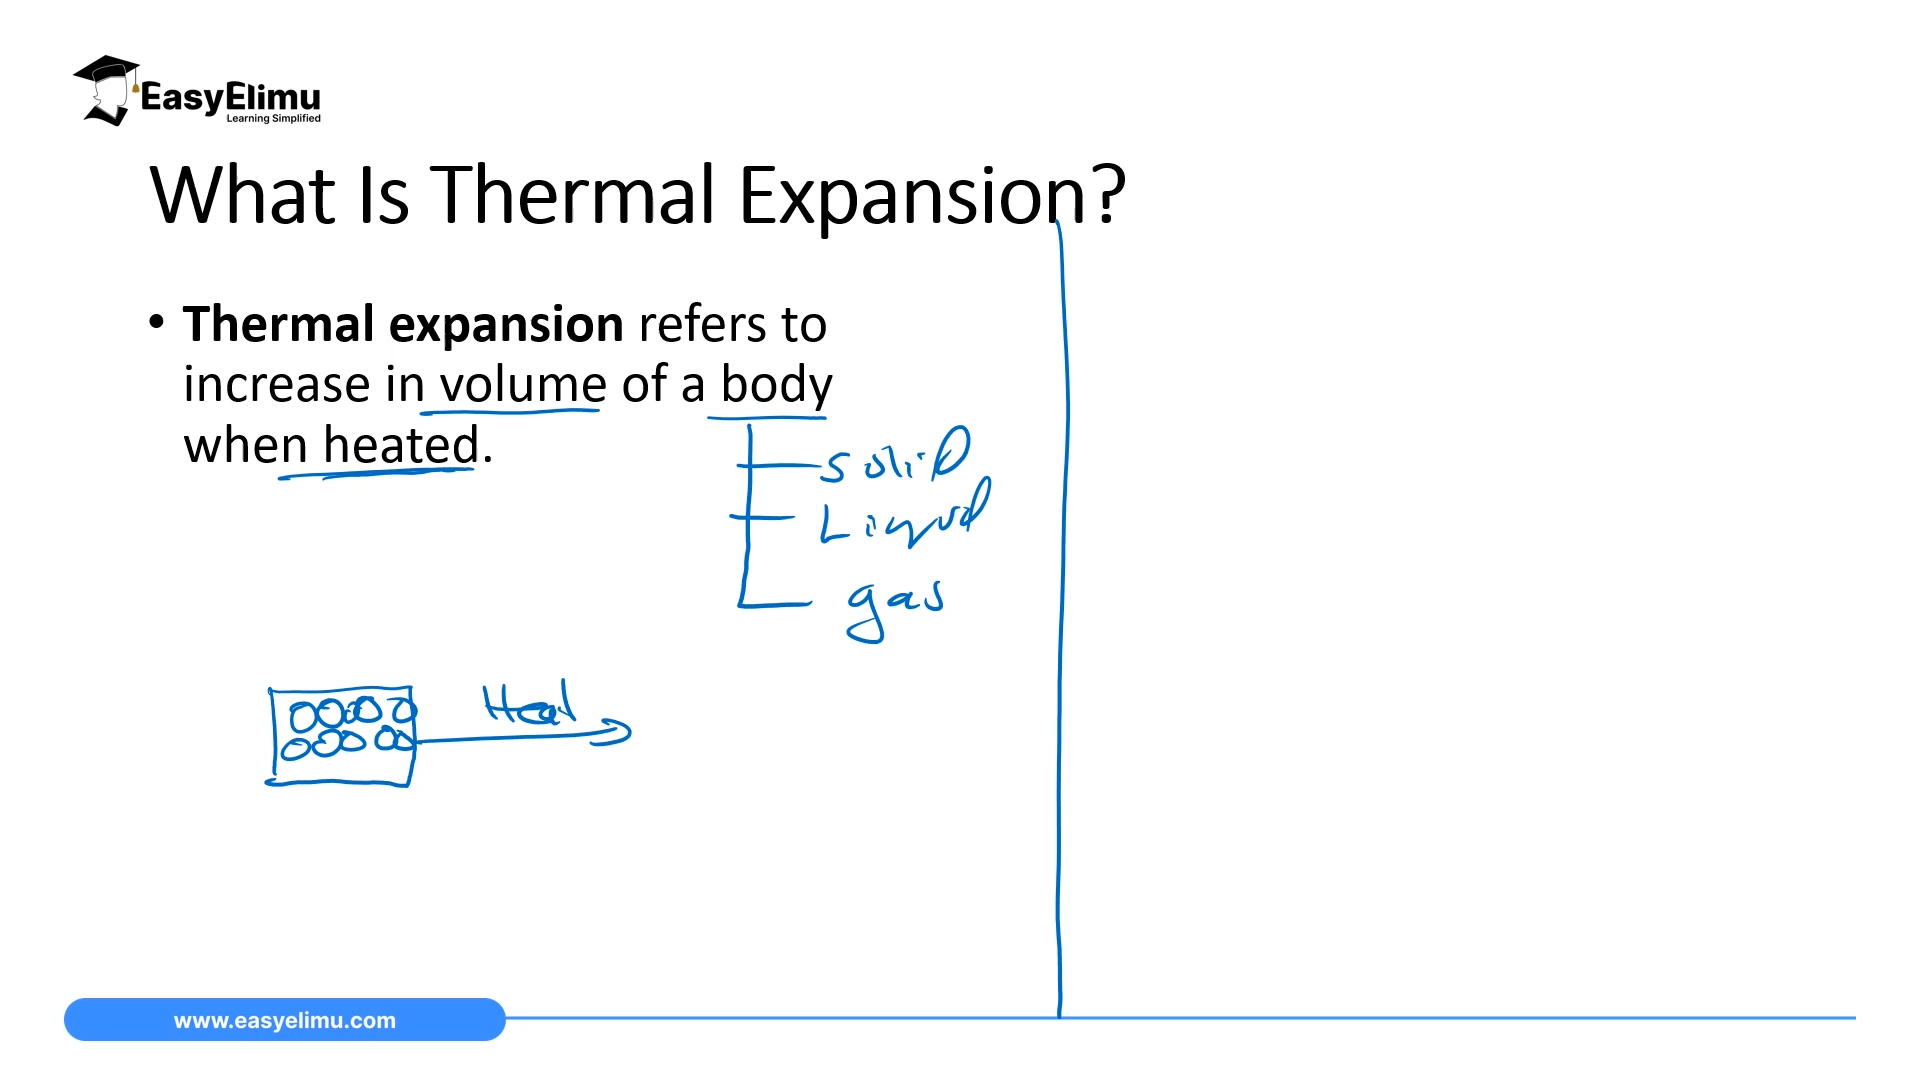 EasyElimu
Learning Simplified
What Is Thermal Expansion?
• Thermal expansion refers to
increase in volume of a body
when heated.
solid
Liquid
gas
Heat
www.easyelimu.com